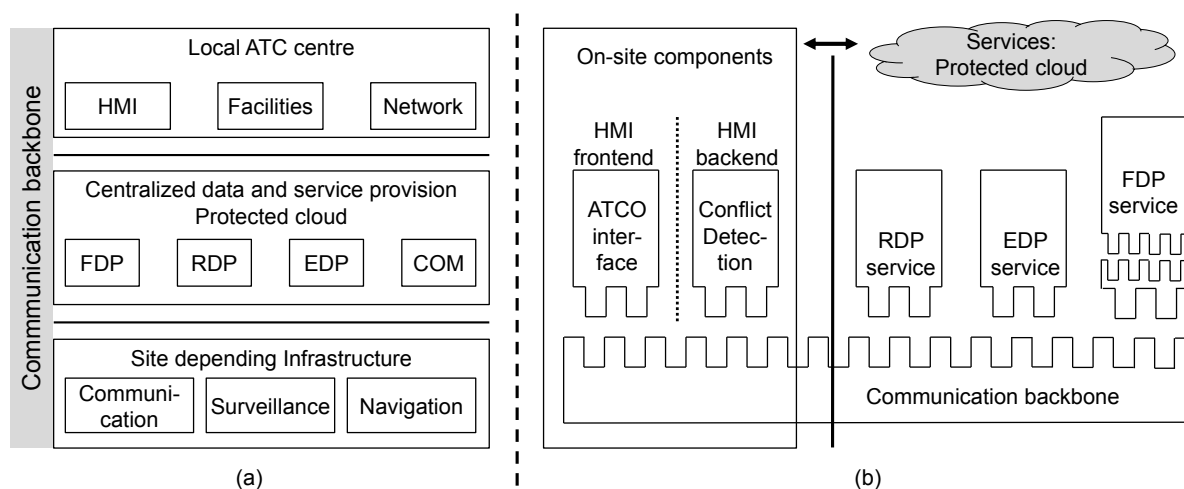 Commmunication backbone
Local ATC centre
HMI
Facilities
Network
Centralized data and service provision
Protected cloud
FDP
RDP
EDP
COM
Site depending Infrastructure
Communi-
cation
Surveillance
Navigation
(a)
On-site components
Services:
Protected cloud
HMI
frontend
HMI
backend
ATCO
inter-
face
Conflict
Detec-
tion
RDP
service
EDP
service
FDP
service
Communication backbone
(b)